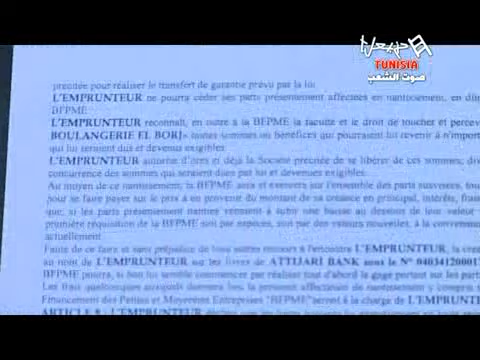 TUNISIA
صوت الشعب
précitée pour réaliser le transfert de garantie prévu par la loi
L'EMPRUNTEUR ne pourra céder ses parts présentement affectées en nantissement, en
BFPME.
L'EMPRUNTEUR reconnaît, en outre à la BFPME la faculté et le droit de toucher et
BOULANGERIE EL BORJ» toutes sommes ou bénéfices qui pourraient lui revenir à
qui lui seraient dus et devenus exigibles.
L'EMPRUNTEUR autorise d'ores et déjà la Société précitée de se libérer de ces sommes,
concurrence des sommes qui seraient dues par lui et devenues exigibles.
Au moyen de ce nantissement, la BFPME, aura et exercera sur l'ensemble des parts susvisées,
pour se faire payer sur le prix à en provenir du montant de sa créance en principal, intérêt,
que, si les parts présentement nanties venaient à subir une baisse au dessous de leur valeur
première réquisition de la BFPME soit par espèces, soit par des valeurs nouvelles, à la
actuellement.
Faute de ce faire et sans préjudice de tous autres recours à l'encontre L'EMPRUNTEUR, la
au nom de L'EMPRUNTEUR sur les livres de ATTIJARI BANK sous le N°
BFPME pourra, si bon lui semble commencer par réaliser tout d'abord le gage portant sur les
Les frais quelconques auxquels donnera lieu la présente affectation de nantissement y compris
Financement des Petites et Moyennes Entreprises "BFPME"seront à la charge de
ARTICLE 8 : L'EMPRUNTEUR